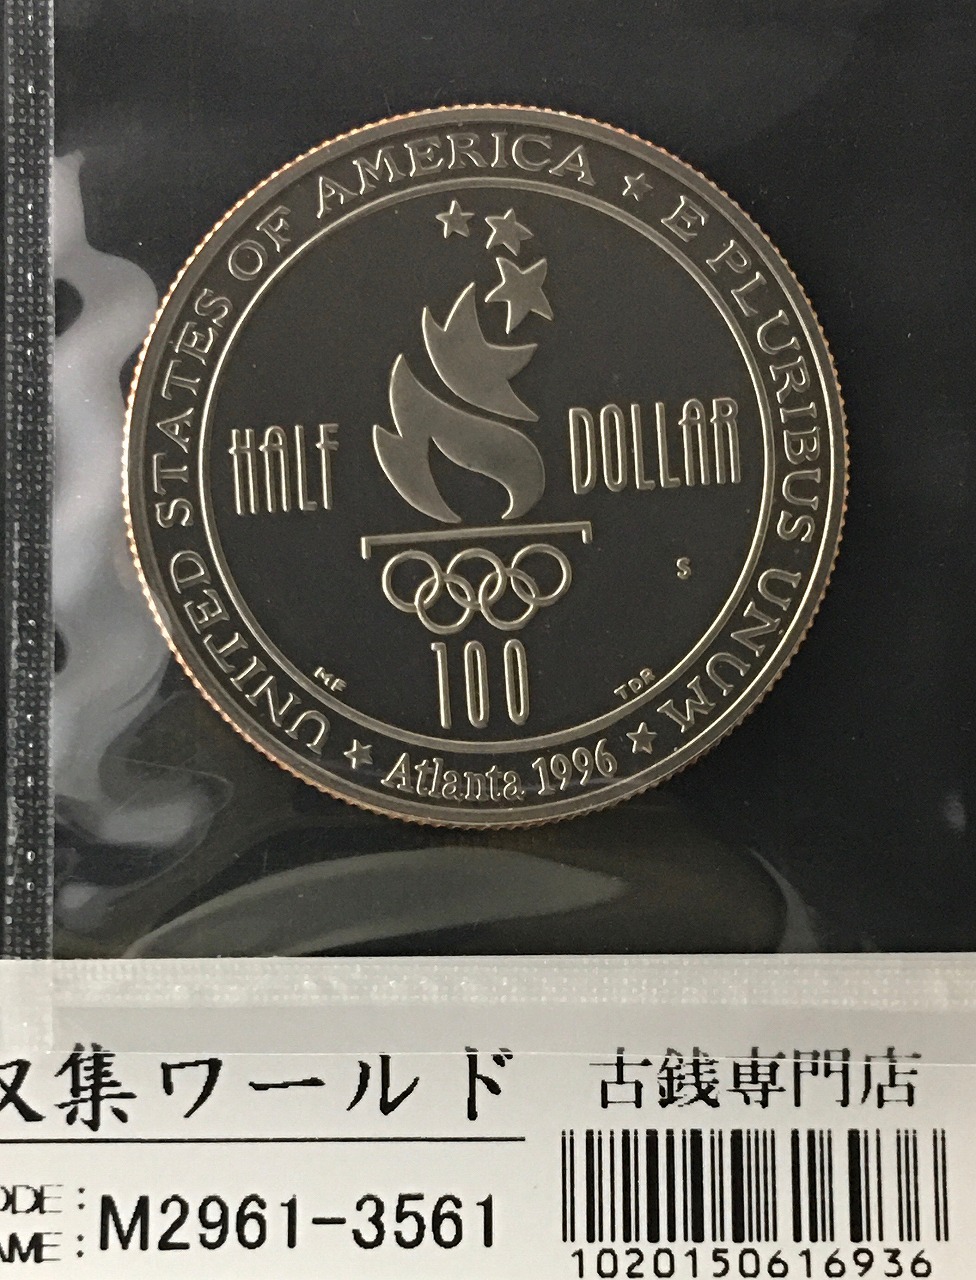 UNITED STATES OF AMERICA ★ E PLURIBUS UNUM ★
HALF DOLLAR
S
100
MF TDR
★ Atlanta 1996
収集ワールド
古銭専門店
ODE : M2961-3561
AME :
1020150616936